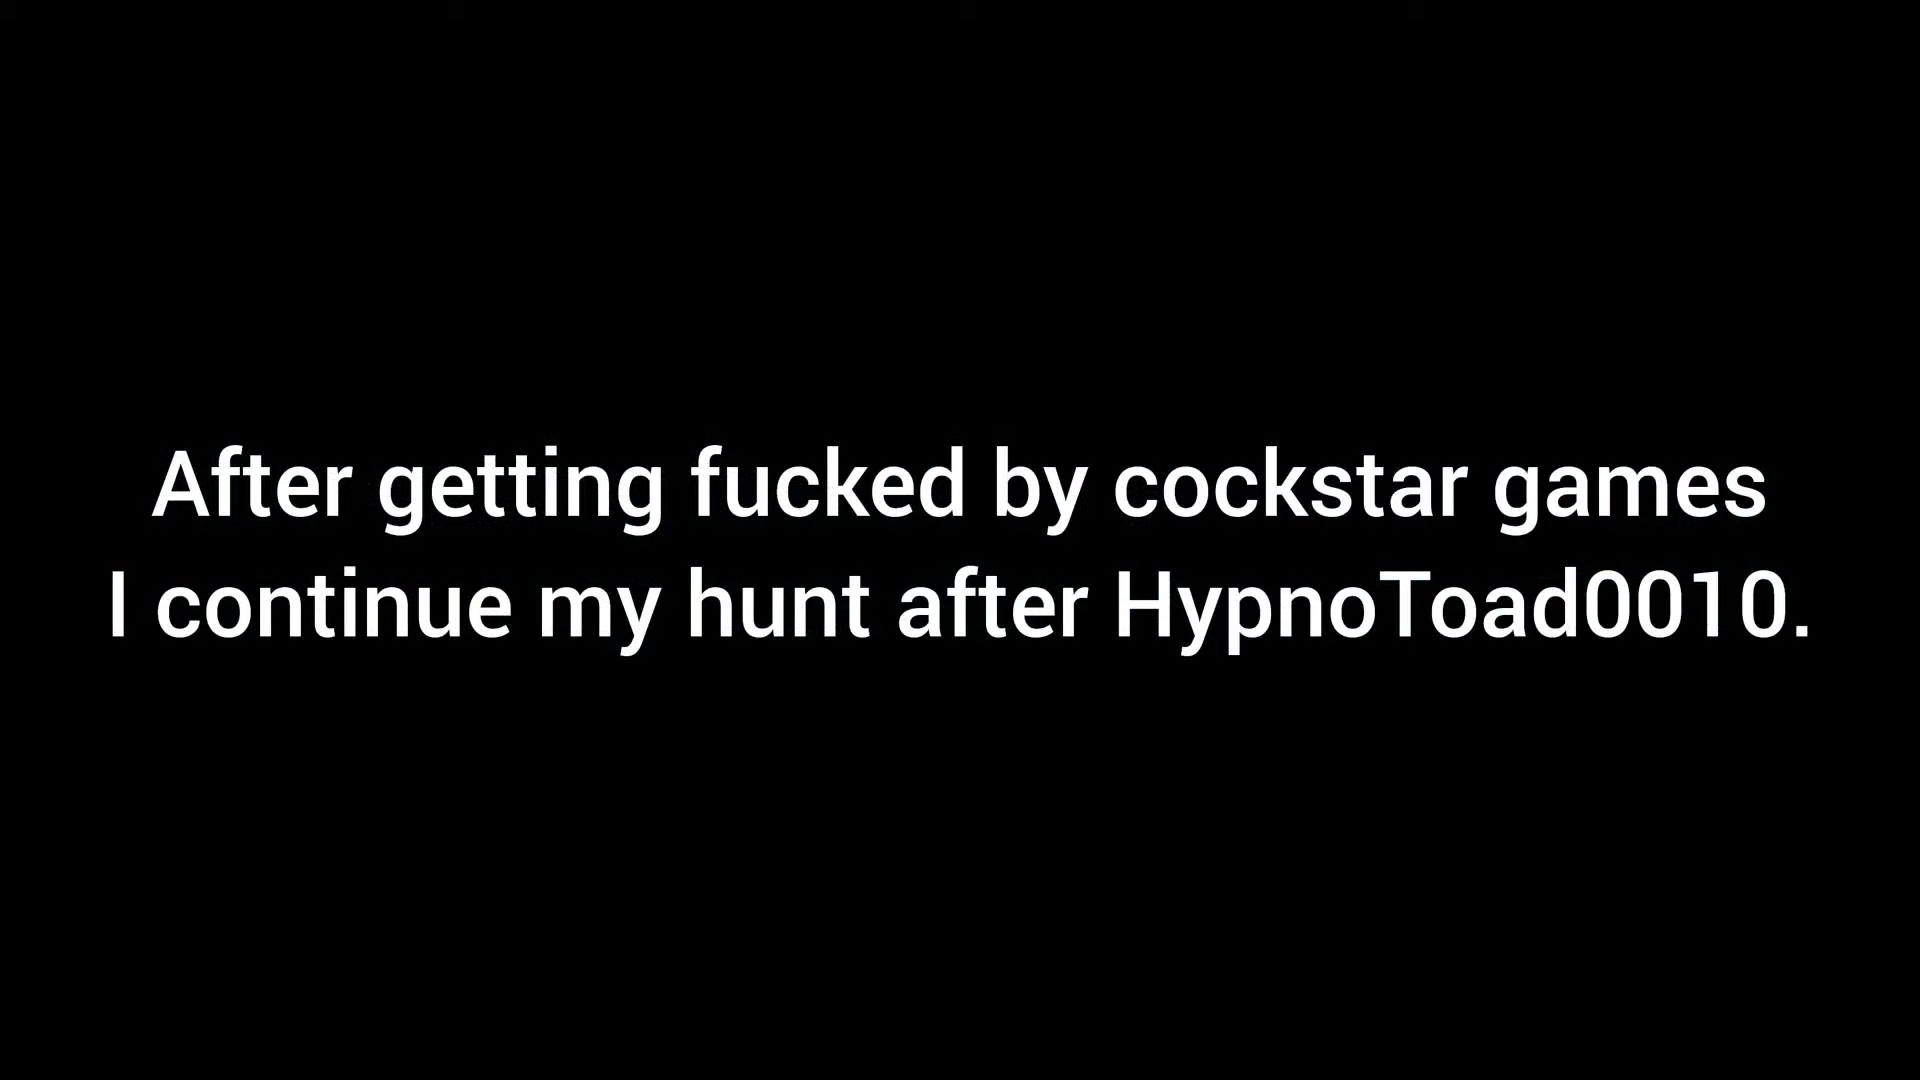 After getting fucked by cockstar games
I continue my hunt after HypnoToad0010.